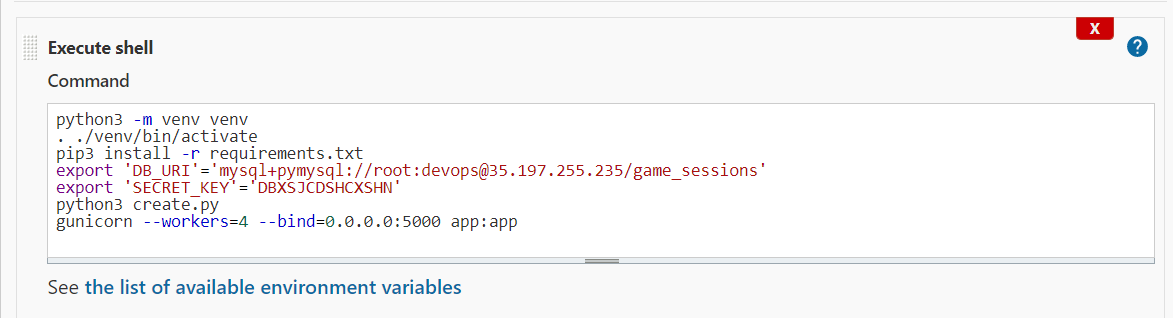 X
Execute shell
?
Command
python3 -m venv venv
. ./venv/bin/activate
pip3 install -r requirements.txt
export 'DB_URI'='mysql+pymysql://root:devops@35.197.255.235/game_sessions'
export 'SECRET_KEY'='DBXSJCDSHCXSHN'
python3 create.py
gunicorn --workers=4 --bind=0.0.0.0:5000 app:app
See the list of available environment variables